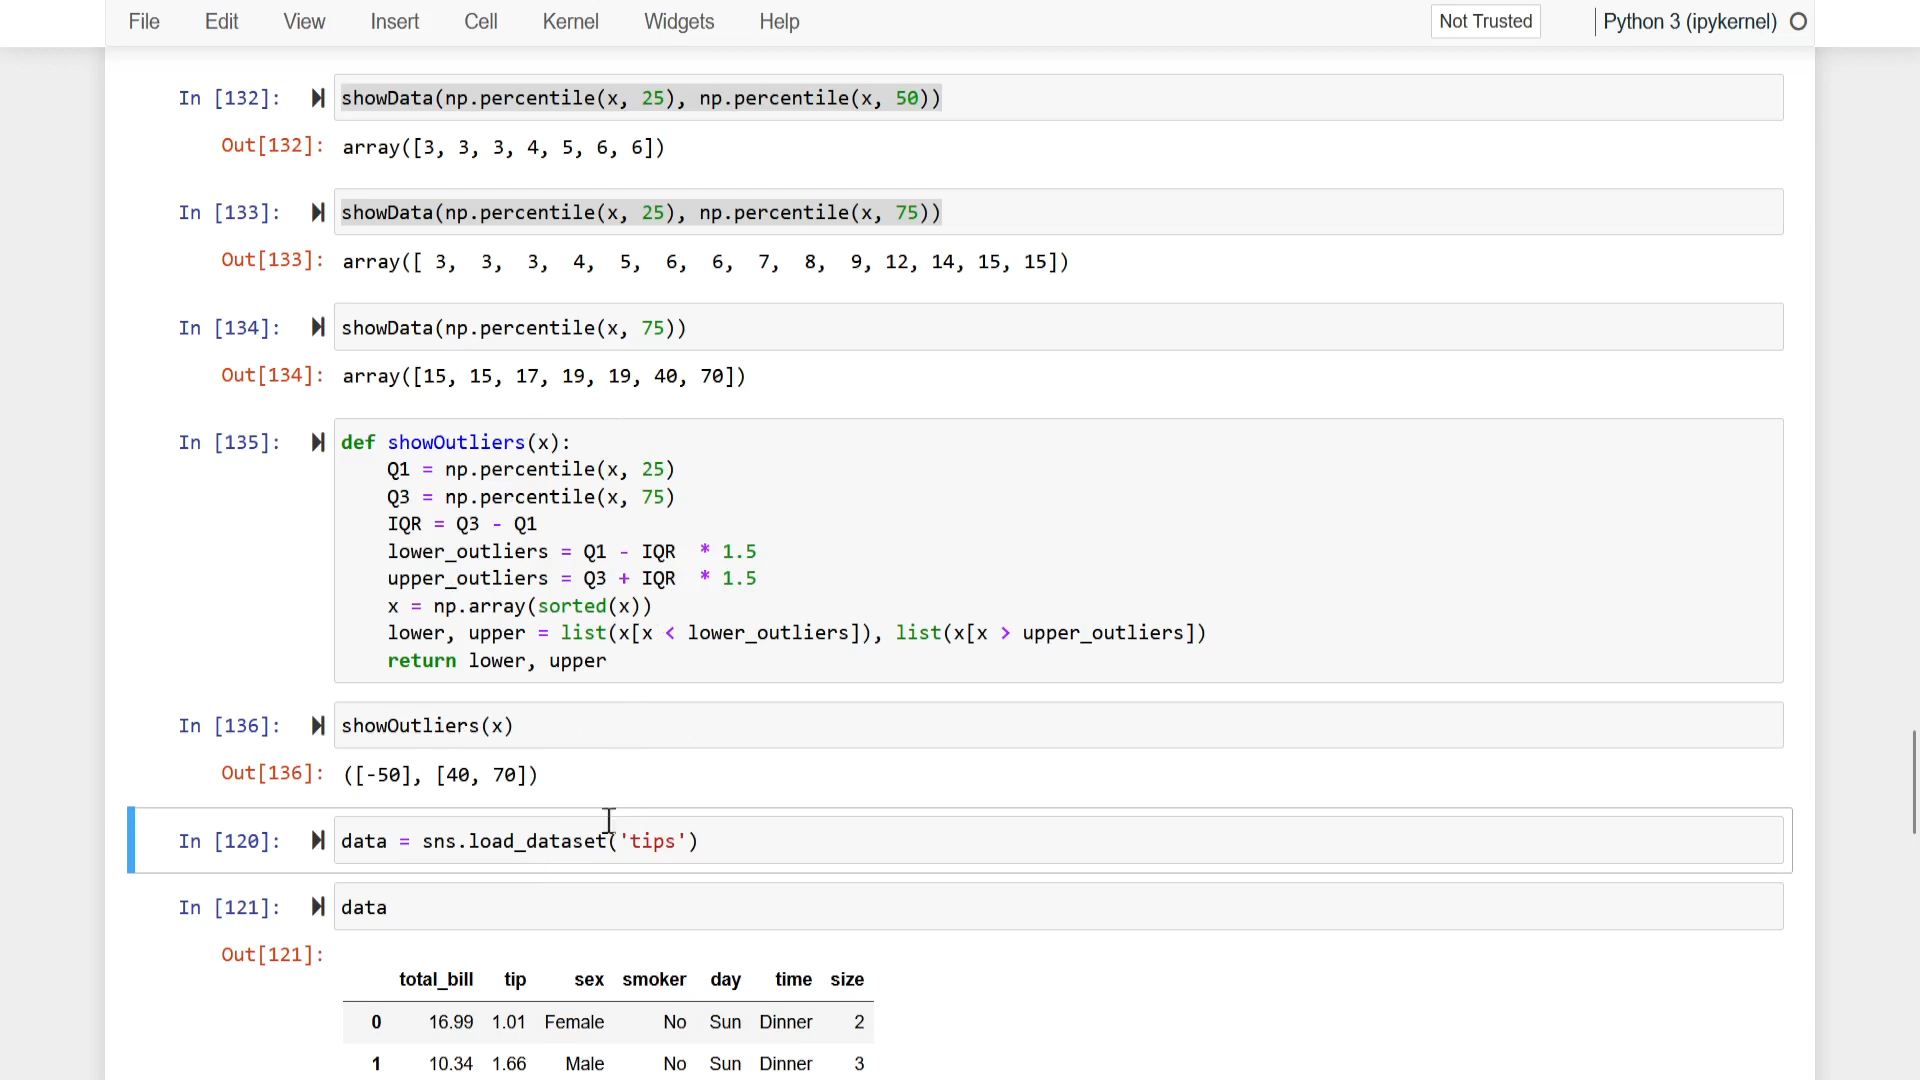 File Edit View Insert Cell Kernel Widgets Help Not Trusted Python 3 (ipykernel)
In [132]: showData(np.percentile(x, 25), np.percentile(x, 50))
Out[132]: array([3, 3, 3, 4, 5, 6, 6])
In [133]: showData(np.percentile(x, 25), np.percentile(x, 75))
Out[133]: array([ 3,  3,  3,  4,  5,  6,  6,  7,  8,  9, 12, 14, 15, 15])
In [134]: showData(np.percentile(x, 75))
Out[134]: array([15, 15, 17, 19, 19, 40, 70])
In [135]: def showOutliers(x):
    Q1 = np.percentile(x, 25)
    Q3 = np.percentile(x, 75)
    IQR = Q3 - Q1
    lower_outliers = Q1 - IQR  * 1.5
    upper_outliers = Q3 + IQR  * 1.5
    x = np.array(sorted(x))
    lower, upper = list(x[x < lower_outliers]), list(x[x > upper_outliers])
    return lower, upper
In [136]: showOutliers(x)
Out[136]: ([-50], [40, 70])
In [120]: data = sns.load_dataset('tips')
In [121]: data
Out[121]:
total_bill tip sex smoker day time size
0 16.99 1.01 Female No Sun Dinner 2
1 10.34 1.66 Male No Sun Dinner 3